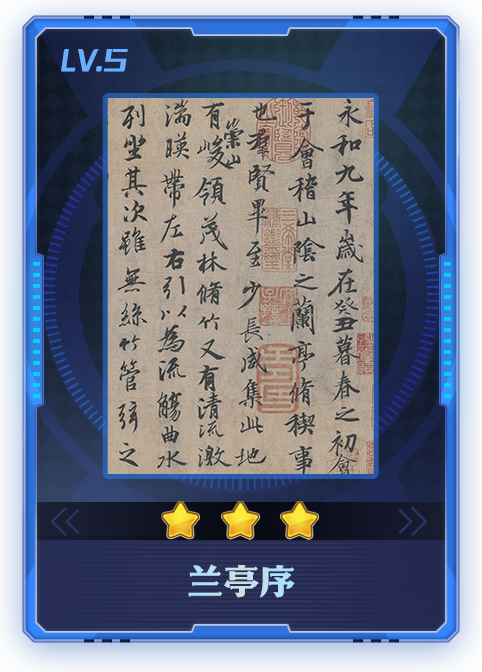 LV.5
永和九年歲在癸丑暮春之初會
于會稽山陰之蘭亭脩稧事
也羣賢畢至少長咸集此地
有崇山峻領茂林脩竹又有清流激
湍暎帶左右引以為流觴曲水
列坐其次雖無絲竹管弦之
兰亭序